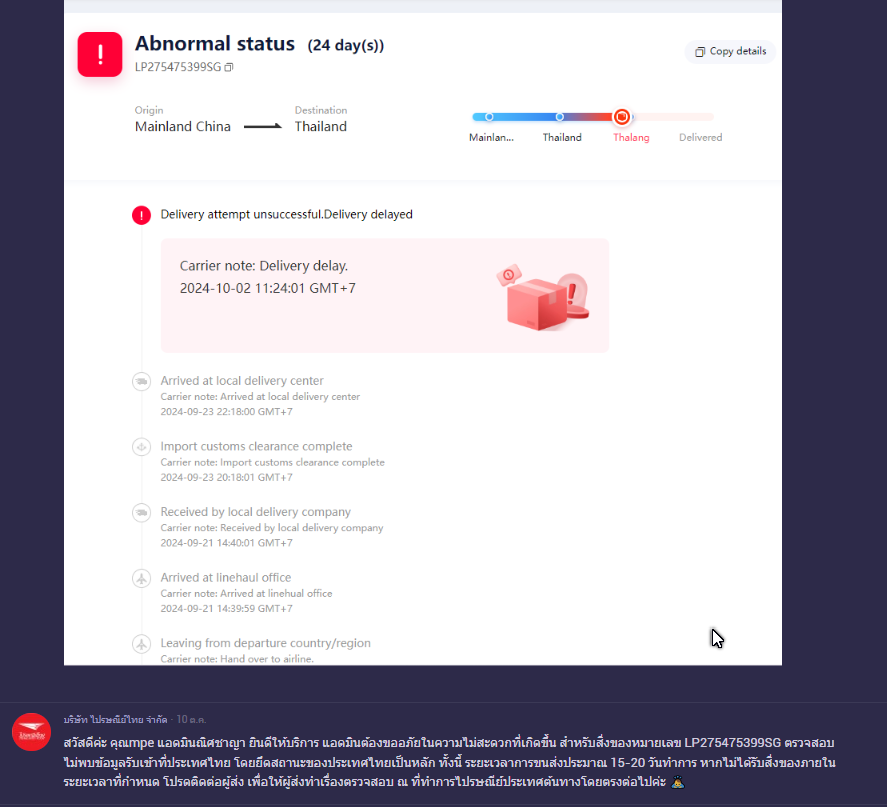 Abnormal status (24 day(s))
Copy details
LP275475399SG
Origin
Destination
Mainland China
Thailand
Mainlan...
Thailand
Thalang
Delivered
Delivery attempt unsuccessful.Delivery delayed
Carrier note: Delivery delay.
2024-10-02 11:24:01 GMT+7
Arrived at local delivery center
Carrier note: Arrived at local delivery center
2024-09-23 22:18:00 GMT+7
Import customs clearance complete
Carrier note: Import customs clearance complete
2024-09-23 20:18:01 GMT+7
Received by local delivery company
Carrier note: Received by local delivery company
2024-09-21 14:40:01 GMT+7
Arrived at linehaul office
Carrier note: Arrived at linehual office
2024-09-21 14:39:59 GMT+7
Leaving from departure country/region
Carrier note: Hand over to airline.
บริษัท ไปรษณีย์ไทย จำกัด · 10 ต.ค.
สวัสดีค่ะ คุณmpe แอดมินณิศชาญา ยินดีให้บริการ แอดมินต้องขออภัยในความไม่สะดวกที่เกิดขึ้น สำหรับสิ่งของหมายเลข LP275475399SG ตรวจสอบ
ไม่พบข้อมูลรับเข้าที่ประเทศไทย โดยยึดสถานะของประเทศไทยเป็นหลัก ทั้งนี้ ระยะเวลาการขนส่งประมาณ 15-20 วันทำการ หากไม่ได้รับสิ่งของภายใน
ระยะเวลาที่กำหนด โปรดติดต่อผู้ส่ง เพื่อให้ผู้ส่งทำเรื่องตรวจสอบ ณ ที่ทำการไปรษณีย์ประเทศต้นทางโดยตรงต่อไปค่ะ